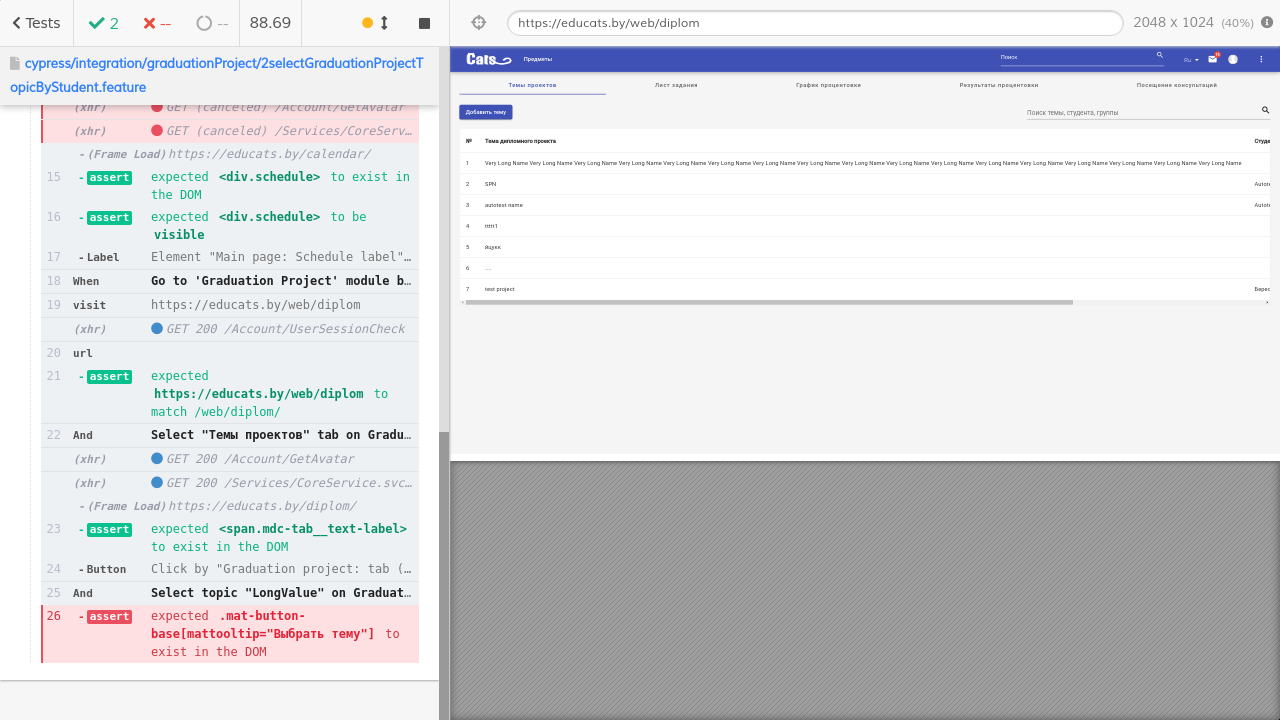 Tests
2
--
--
88.69
https://educats.by/web/diplom
2048 x 1024 (40%)
cypress/integration/graduationProject/2selectGraduationProjectT
opicByStudent.feature
(xhr) GET (canceled) /Account/GetAvatar
(xhr) GET (canceled) /Services/CoreServ…
-(Frame Load) https://educats.by/calendar/
15 -assert expected <div.schedule> to exist in
the DOM
16 -assert expected <div.schedule> to be
visible
17 -Label Element "Main page: Schedule label"…
18 When Go to 'Graduation Project' module b…
19 visit https://educats.by/web/diplom
(xhr) GET 200 /Account/UserSessionCheck
20 url
21 -assert expected
https://educats.by/web/diplom to
match /web/diplom/
22 And Select "Темы проектов" tab on Gradu…
(xhr) GET 200 /Account/GetAvatar
(xhr) GET 200 /Services/CoreService.svc…
-(Frame Load) https://educats.by/diplom/
23 -assert expected <span.mdc-tab__text-label>
to exist in the DOM
24 -Button Click by "Graduation project: tab (…
25 And Select topic "LongValue" on Graduat…
26 -assert expected .mat-button-
base[mattooltip="Выбрать тему"] to
exist in the DOM
Cats Предметы Поиск Ru
Темы проектов Лист задания График процентовки Результаты процентовки Посещение консультаций
Добавить тему Поиск темы, студента, группы
№ Тема дипломного проекта Студе
1 Very Long Name Very Long Name Very Long Name Very Long Name Very Long Name Very Long Name Very Long Name Very Long Name Very Long Name Very Long Name Very Long Name Very Long Name Very Long Name Very Long Name Very Long Name Very Long Name Very Long Name
2 SPN Autote
3 autotest name Autote
4 ttttt1
5 йцукк
6 ...
7 test project Берес